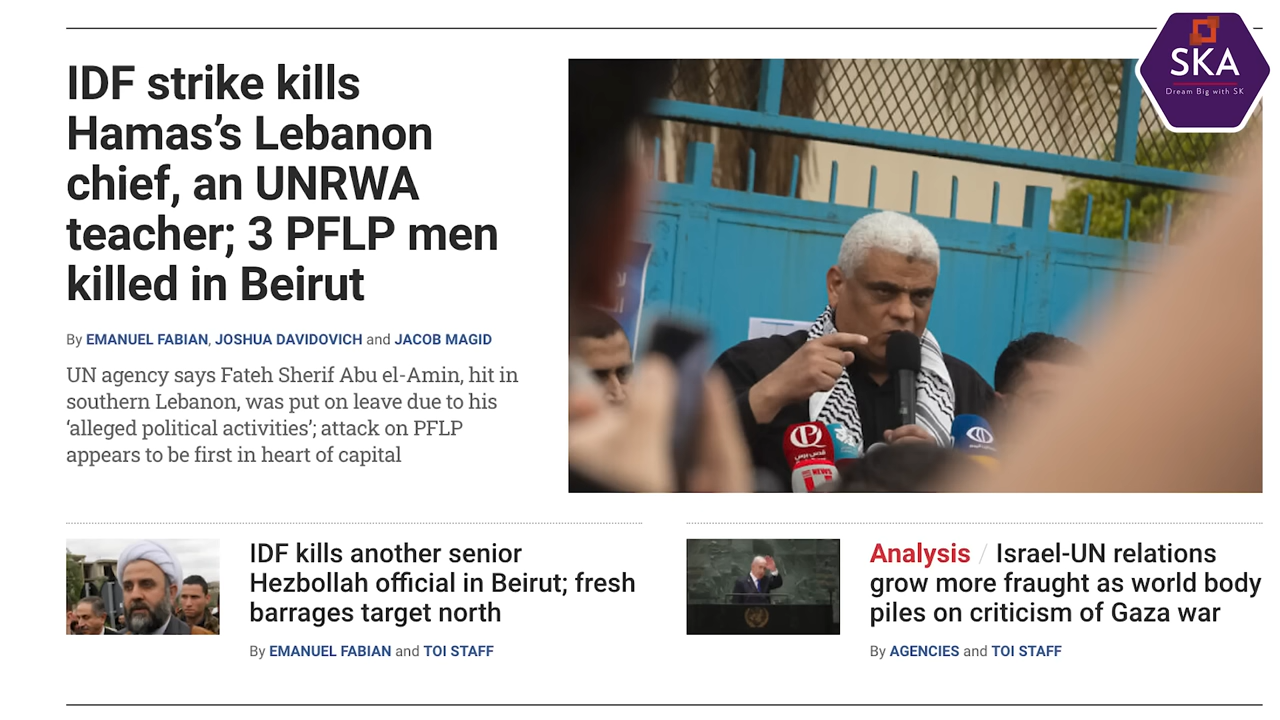 SKA
Dream Big with SK
IDF strike kills
Hamas’s Lebanon
chief, an UNRWA
teacher; 3 PFLP men
killed in Beirut
By EMANUEL FABIAN, JOSHUA DAVIDOVICH and JACOB MAGID
UN agency says Fateh Sherif Abu el-Amin, hit in
southern Lebanon, was put on leave due to his
‘alleged political activities’; attack on PFLP
appears to be first in heart of capital
NEWS
IDF kills another senior
Hezbollah official in Beirut; fresh
barrages target north
By EMANUEL FABIAN and TOI STAFF
Analysis / Israel-UN relations
grow more fraught as world body
piles on criticism of Gaza war
By AGENCIES and TOI STAFF